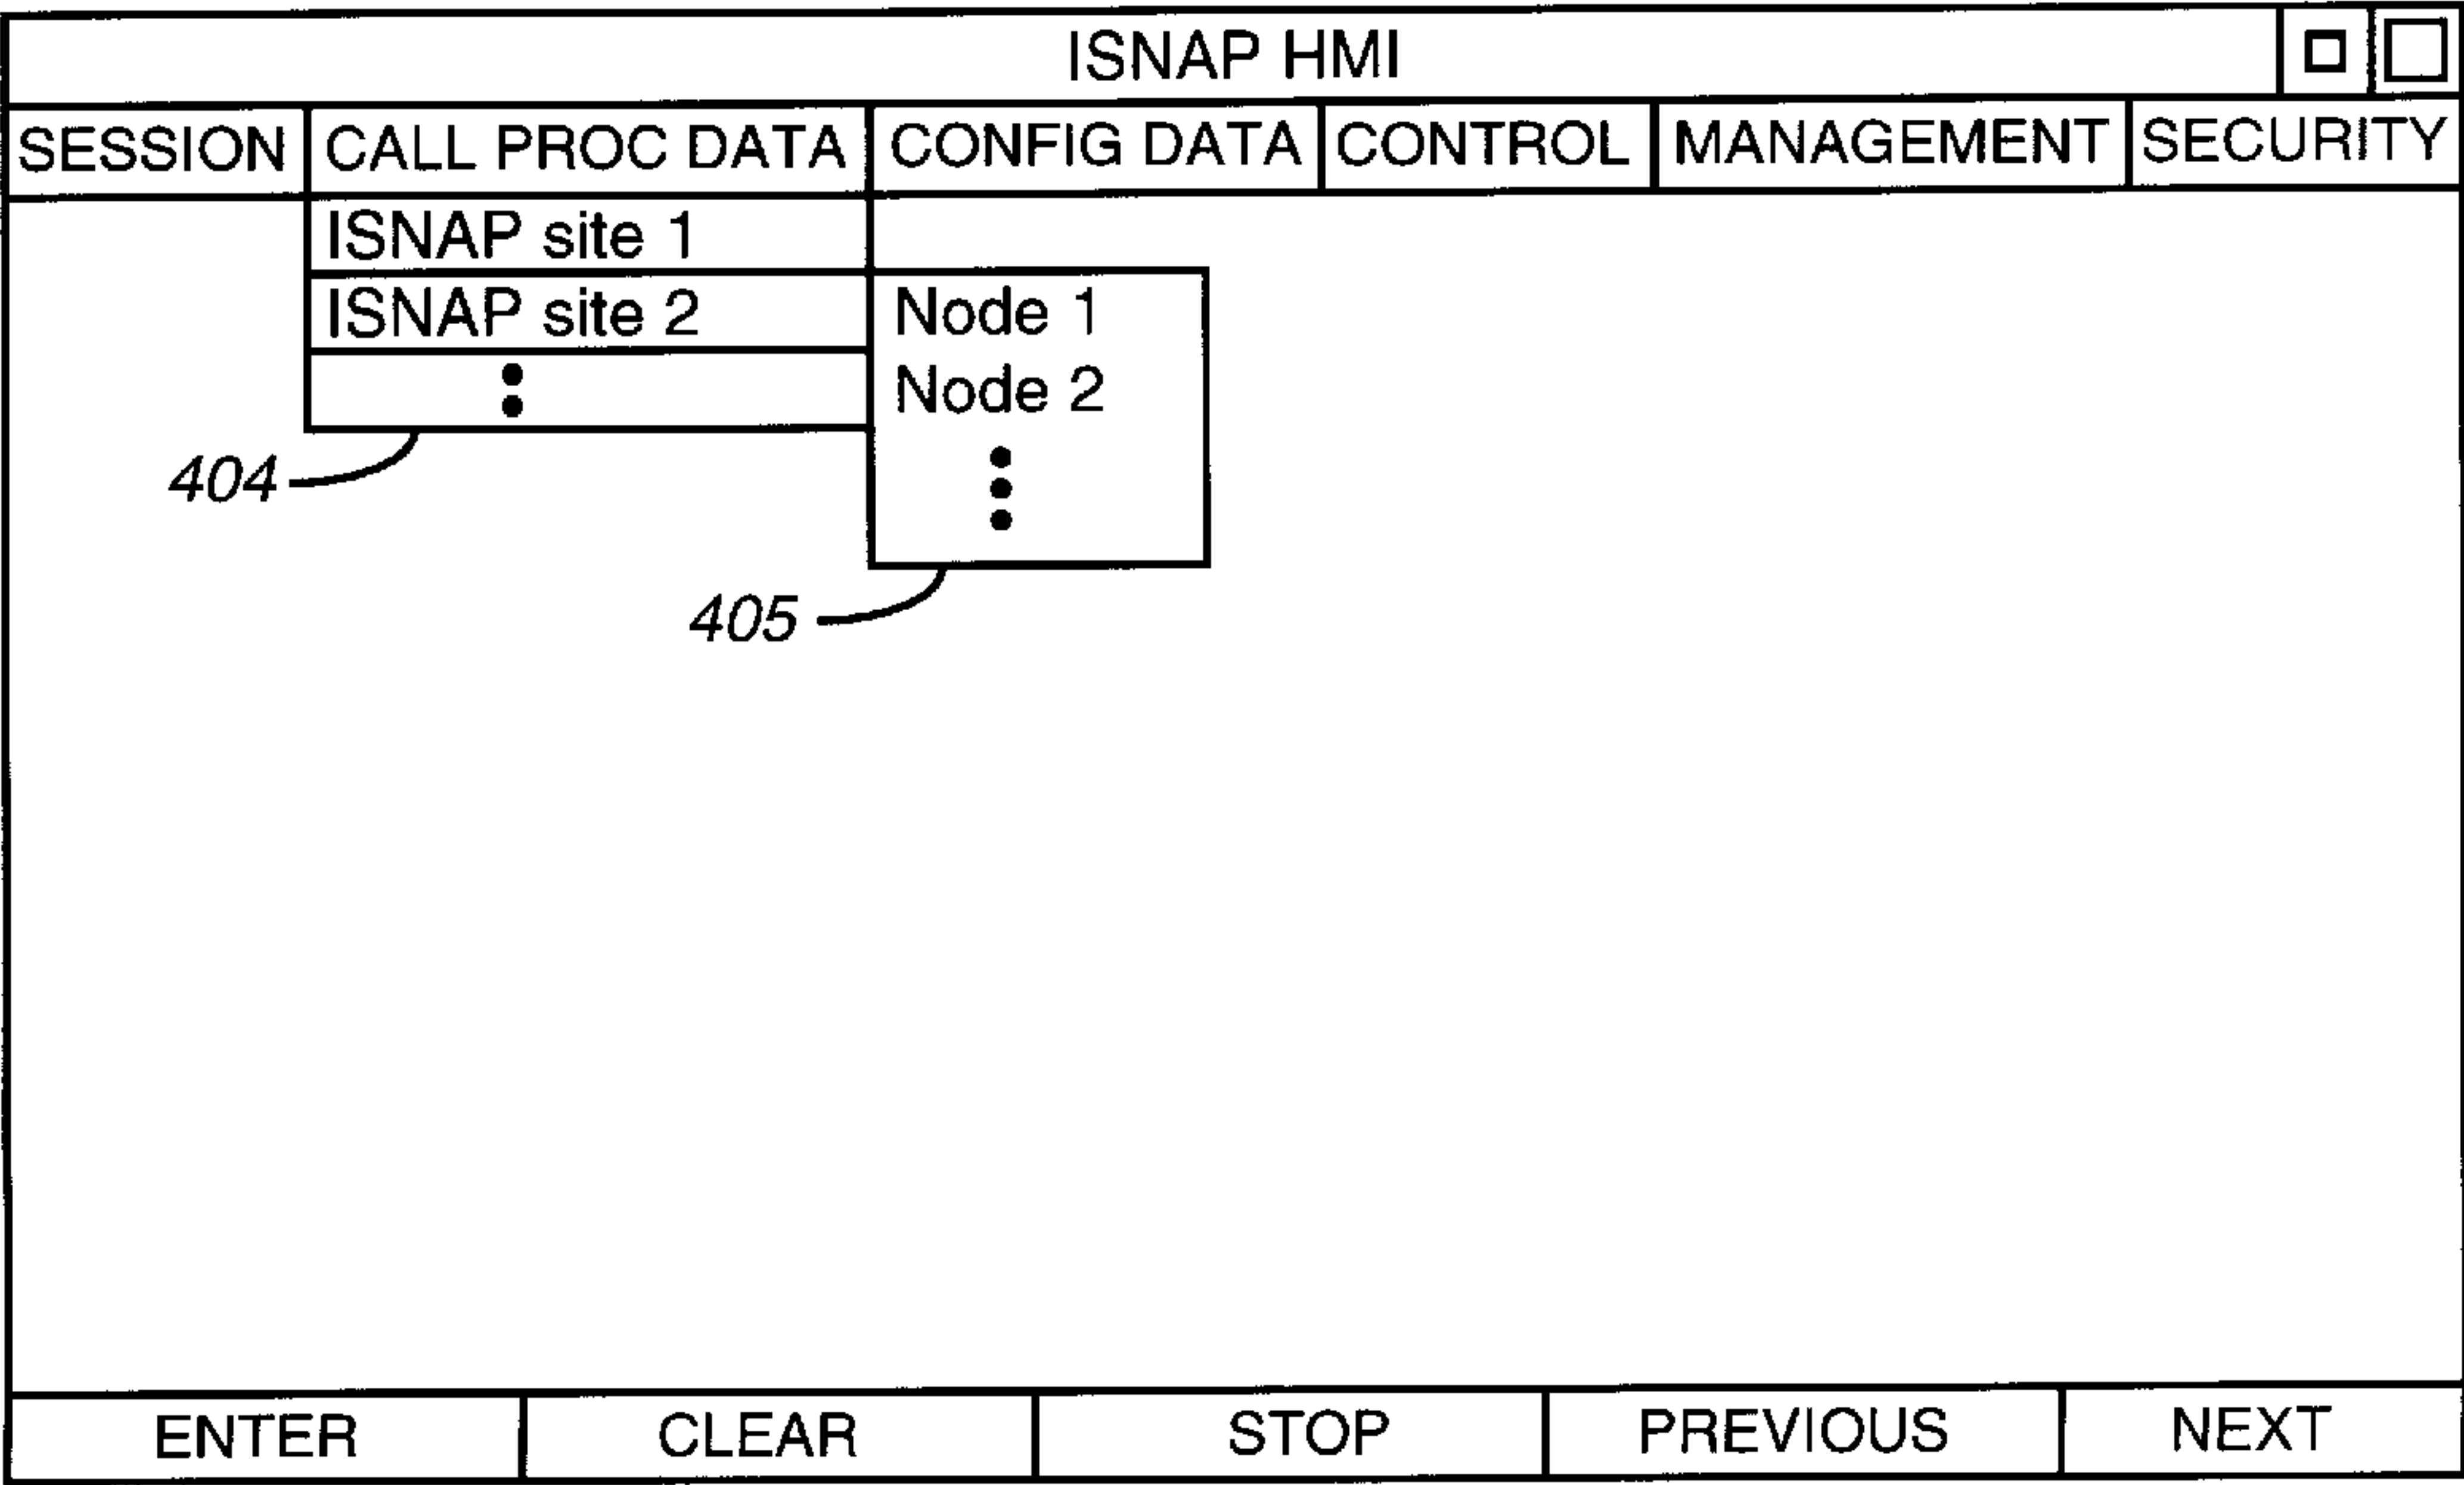 ISNAP HMI
SESSION CALL PROC DATA CONFIG DATA CONTROL MANAGEMENT SECURITY
ISNAP site 1
ISNAP site 2 Node 1
Node 2
404
405
ENTER CLEAR STOP PREVIOUS NEXT